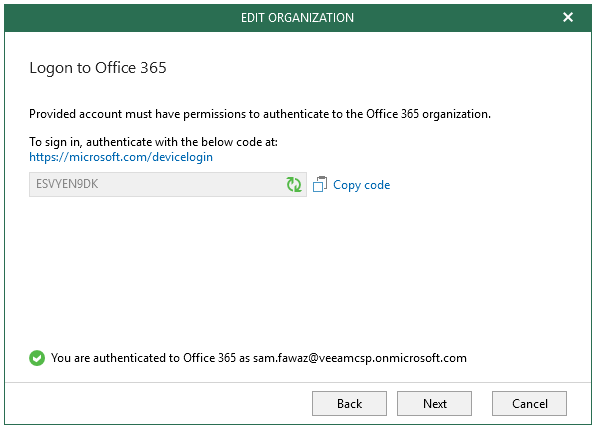 EDIT ORGANIZATION
Logon to Office 365
Provided account must have permissions to authenticate to the Office 365 organization.
To sign in, authenticate with the below code at:
https://microsoft.com/devicelogin
ESVYEN9DK
Copy code
You are authenticated to Office 365 as sam.fawaz@veeamcsp.onmicrosoft.com
Back
Next
Cancel